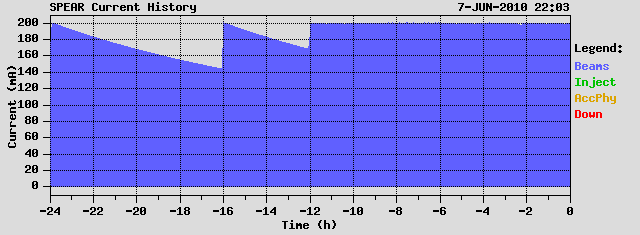 SPEAR Current History 7-JUN-2010 22:03
200
180
160
140
120
100
80
60
40
20
0
Current (mA)
Legend:
Beams
Inject
AccPhy
Down
-24 -22 -20 -18 -16 -14 -12 -10 -8 -6 -4 -2 0
Time (h)